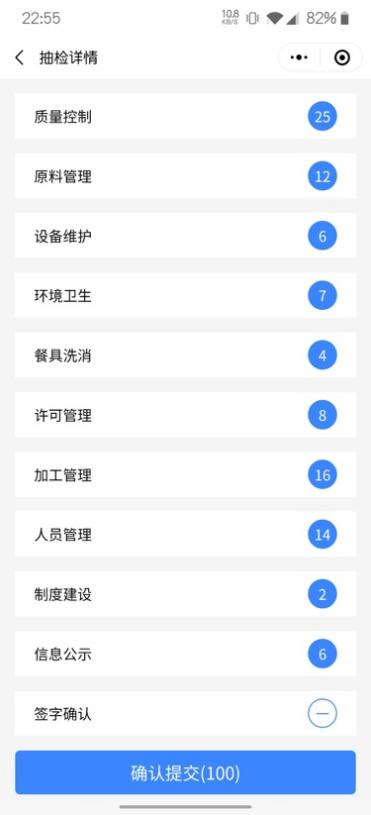 22:55
10.8 KB/S
82%
抽检详情
质量控制 25
原料管理 12
设备维护 6
环境卫生 7
餐具洗消 4
许可管理 8
加工管理 16
人员管理 14
制度建设 2
信息公示 6
签字确认
确认提交(100)